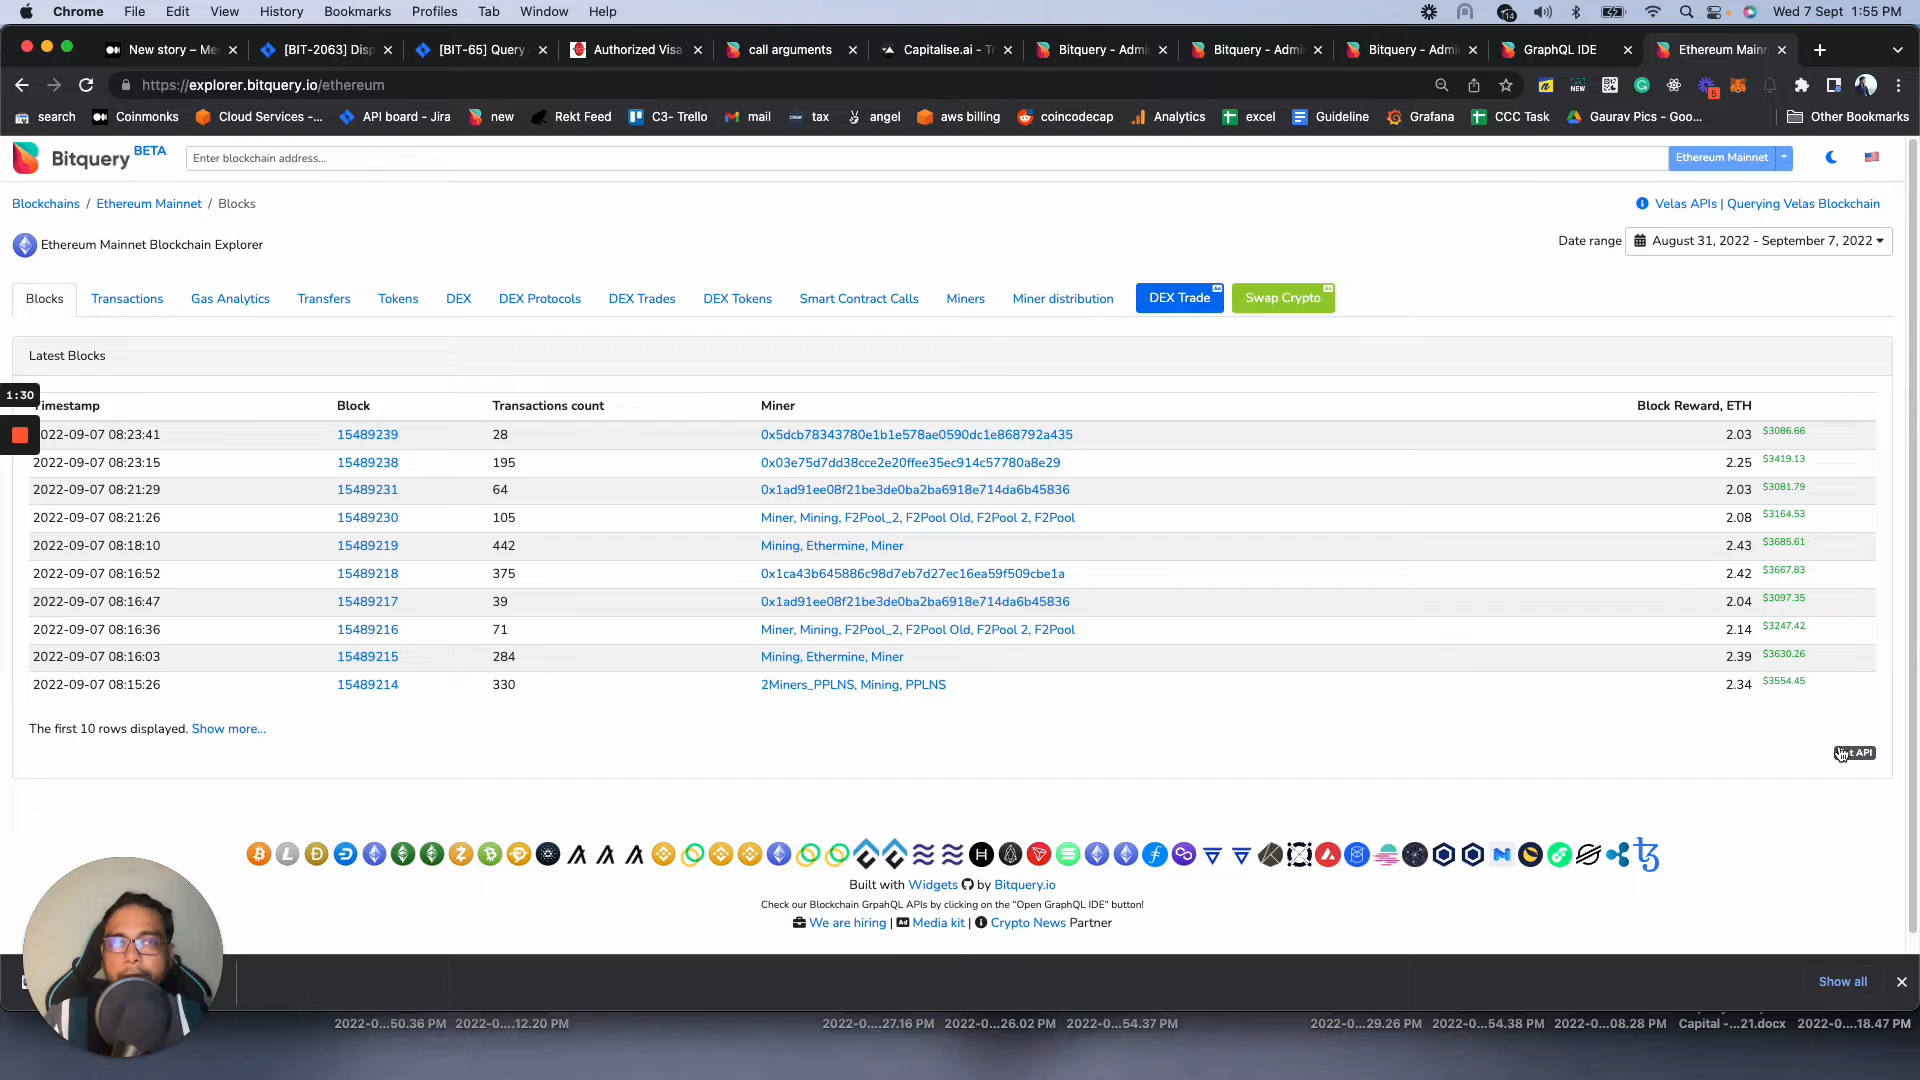 Chrome File Edit View History Bookmarks Profiles Tab Window Help 14 Wed 7 Sept 1:55 PM
New story – Me [BIT-2063] Disp [BIT-65] Query Authorized Visa call arguments Capitalise.ai - Tr Bitquery - Admi Bitquery - Admi Bitquery - Admi GraphQL IDE Ethereum Mainn
https://explorer.bitquery.io/ethereum NEW 5
search Coinmonks Cloud Services -... API board - Jira new Rekt Feed C3- Trello mail tax angel aws billing coincodecap Analytics excel Guideline Grafana CCC Task Gaurav Pics - Goo... Other Bookmarks
Bitquery BETA Enter blockchain address... Ethereum Mainnet
Blockchains / Ethereum Mainnet / Blocks Velas APIs | Querying Velas Blockchain
Ethereum Mainnet Blockchain Explorer Date range August 31, 2022 - September 7, 2022
Blocks Transactions Gas Analytics Transfers Tokens DEX DEX Protocols DEX Trades DEX Tokens Smart Contract Calls Miners Miner distribution DEX Trade Ad Swap Crypto Ad
Latest Blocks
1:30
Timestamp Block Transactions count Miner Block Reward, ETH
2022-09-07 08:23:41 15489239 28 0x5dcb78343780e1b1e578ae0590dc1e868792a435 2.03 $3086.66
2022-09-07 08:23:15 15489238 195 0x03e75d7dd38cce2e20ffee35ec914c57780a8e29 2.25 $3419.13
2022-09-07 08:21:29 15489231 64 0x1ad91ee08f21be3de0ba2ba6918e714da6b45836 2.03 $3081.79
2022-09-07 08:21:26 15489230 105 Miner, Mining, F2Pool_2, F2Pool Old, F2Pool 2, F2Pool 2.08 $3164.53
2022-09-07 08:18:10 15489219 442 Mining, Ethermine, Miner 2.43 $3685.61
2022-09-07 08:16:52 15489218 375 0x1ca43b645886c98d7eb7d27ec16ea59f509cbe1a 2.42 $3667.83
2022-09-07 08:16:47 15489217 39 0x1ad91ee08f21be3de0ba2ba6918e714da6b45836 2.04 $3097.35
2022-09-07 08:16:36 15489216 71 Miner, Mining, F2Pool_2, F2Pool Old, F2Pool 2, F2Pool 2.14 $3247.42
2022-09-07 08:16:03 15489215 284 Mining, Ethermine, Miner 2.39 $3630.26
2022-09-07 08:15:26 15489214 330 2Miners_PPLNS, Mining, PPLNS 2.34 $3554.45
The first 10 rows displayed. Show more...
API
Built with Widgets by Bitquery.io
Check our Blockchain GrpahQL APIs by clicking on the “Open GraphQL IDE” button!
We are hiring | Ad Media kit | Crypto News Partner
Show all
2022-0...50.36 PM 2022-0....12.20 PM 2022-0....27.16 PM 2022-0...26.02 PM 2022-0...54.37 PM 2022-0...29.26 PM 2022-0...54.38 PM 2022-0...08.28 PM Capital -...21.docx 2022-0...18.47 PM